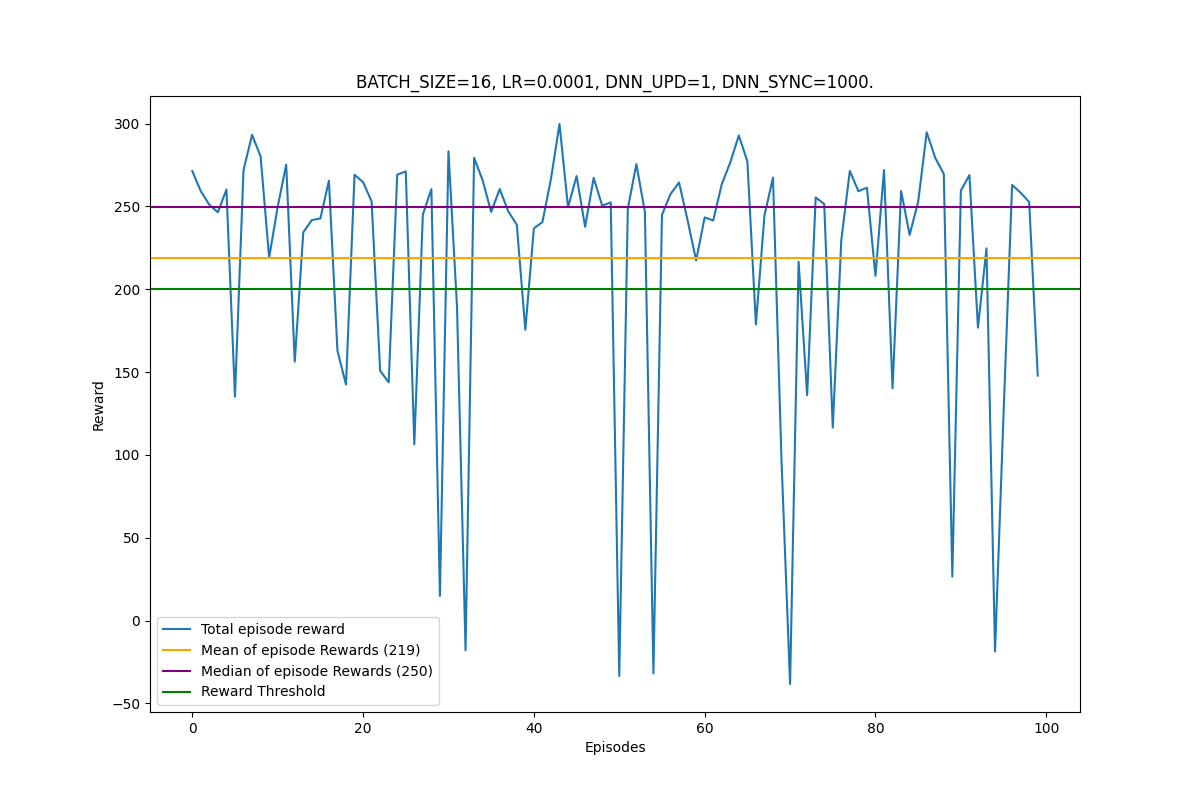 BATCH_SIZE=16, LR=0.0001, DNN_UPD=1, DNN_SYNC=1000.
300
250
200
150
100
50
0
−50
Reward
Total episode reward
Mean of episode Rewards (219)
Median of episode Rewards (250)
Reward Threshold
0 20 40 60 80 100
Episodes